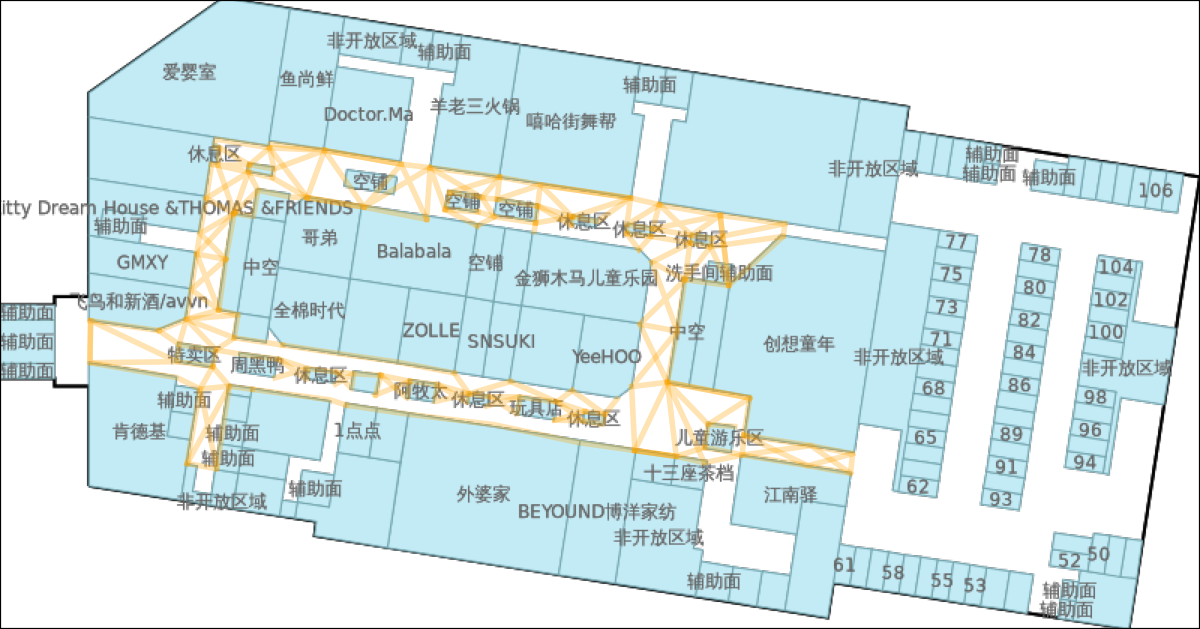 非开放区域
辅助面
爱婴室
鱼尚鲜
辅助面
Doctor.Ma
羊老三火锅
嘻哈街舞帮
休息区
辅助面
辅助面
辅助面
非开放区域
106
空铺
空铺
空铺
itty Dream House &THOMAS &FRIENDS
辅助面
哥弟
休息区
休息区
休息区
Balabala
空铺
GMXY
中空
金狮木马儿童乐园
洗手间辅助面
77
78
75
80
104
102
飞鸟和新酒/avvn
全棉时代
辅助面
73
82
100
ZOLLE
SNSUKI
中空
创想童年
71
辅助面
特卖区
周黑鸭
YeeHOO
非开放区域
84
非开放区域
辅助面
休息区
阿牧太
休息区
玩具店
休息区
68
86
98
辅助面
肯德基
辅助面
1点点
儿童游乐区
65
89
96
辅助面
十三座茶档
91
94
辅助面
非开放区域
外婆家
江南驿
62
93
BEYOUND博洋家纺
非开放区域
辅助面
61
58
55
53
52
50
辅助面
辅助面